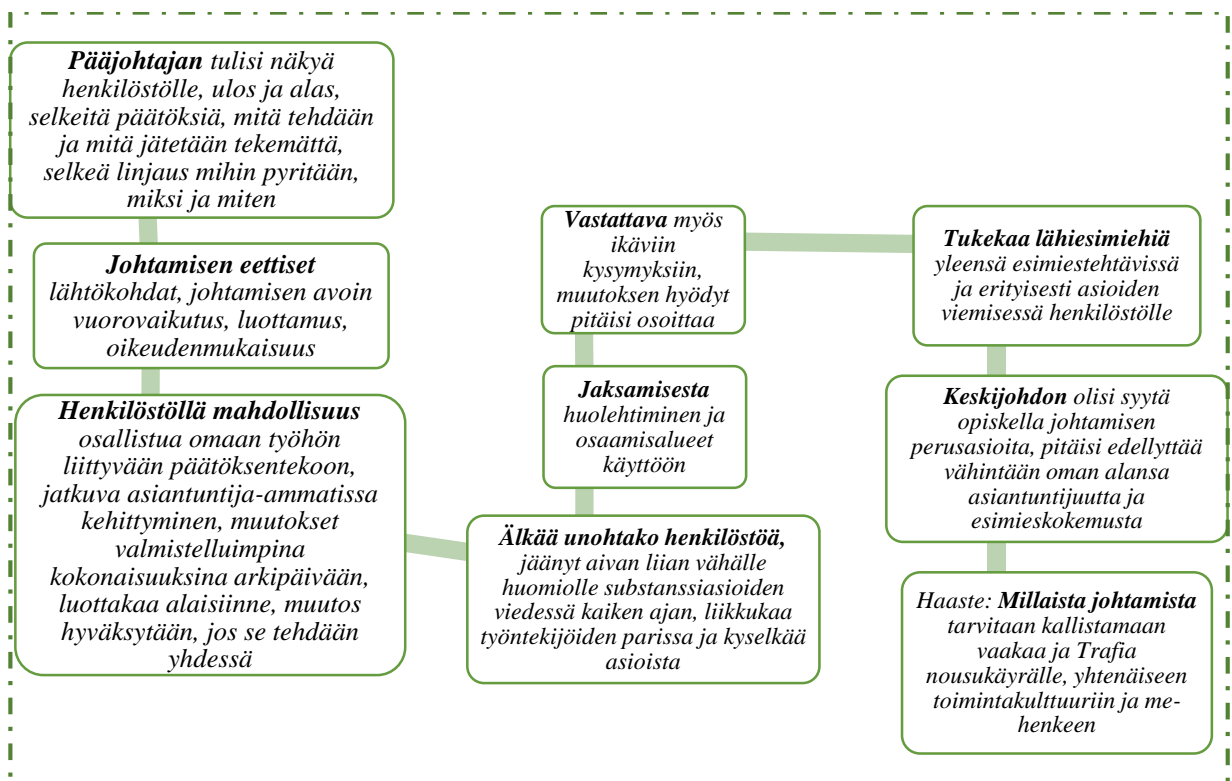 Pääjohtajan tulisi näkyä
henkilöstölle, ulos ja alas,
selkeitä päätöksiä, mitä tehdään
ja mitä jätetään tekemättä,
selkeä linjaus mihin pyritään,
miksi ja miten
Johtamisen eettiset
lähtökohdat, johtamisen avoin
vuorovaikutus, luottamus,
oikeudenmukaisuus
Henkilöstöllä mahdollisuus
osallistua omaan työhön
liittyvään päätöksentekoon,
jatkuva asiantuntija-ammatissa
kehittyminen, muutokset
valmistelluimpina
kokonaisuuksina arkipäivään,
luottakaa alaisiinne, muutos
hyväksytään, jos se tehdään
yhdessä
Älkää unohtako henkilöstöä,
jäänyt aivan liian vähälle
huomiolle substanssiasioiden
viedessä kaiken ajan, liikkukaa
työntekijöiden parissa ja kyselkää
asioista
Jaksamisesta
huolehtiminen ja
osaamisalueet
käyttöön
Vastattava myös
ikäviin
kysymyksiin,
muutoksen hyödyt
pitäisi osoittaa
Tukekaa lähiesimiehiä
yleensä esimiestehtävissä
ja erityisesti asioiden
viemisessä henkilöstölle
Keskijohdon olisi syytä
opiskella johtamisen
perusasioita, pitäisi edellyttää
vähintään oman alansa
asiantuntijuutta ja
esimieskokemusta
Haaste: Millaista johtamista
tarvitaan kallistamaan
vaakaa ja Trafia
nousukäyrälle, yhtenäiseen
toimintakulttuuriin ja me-
henkeen